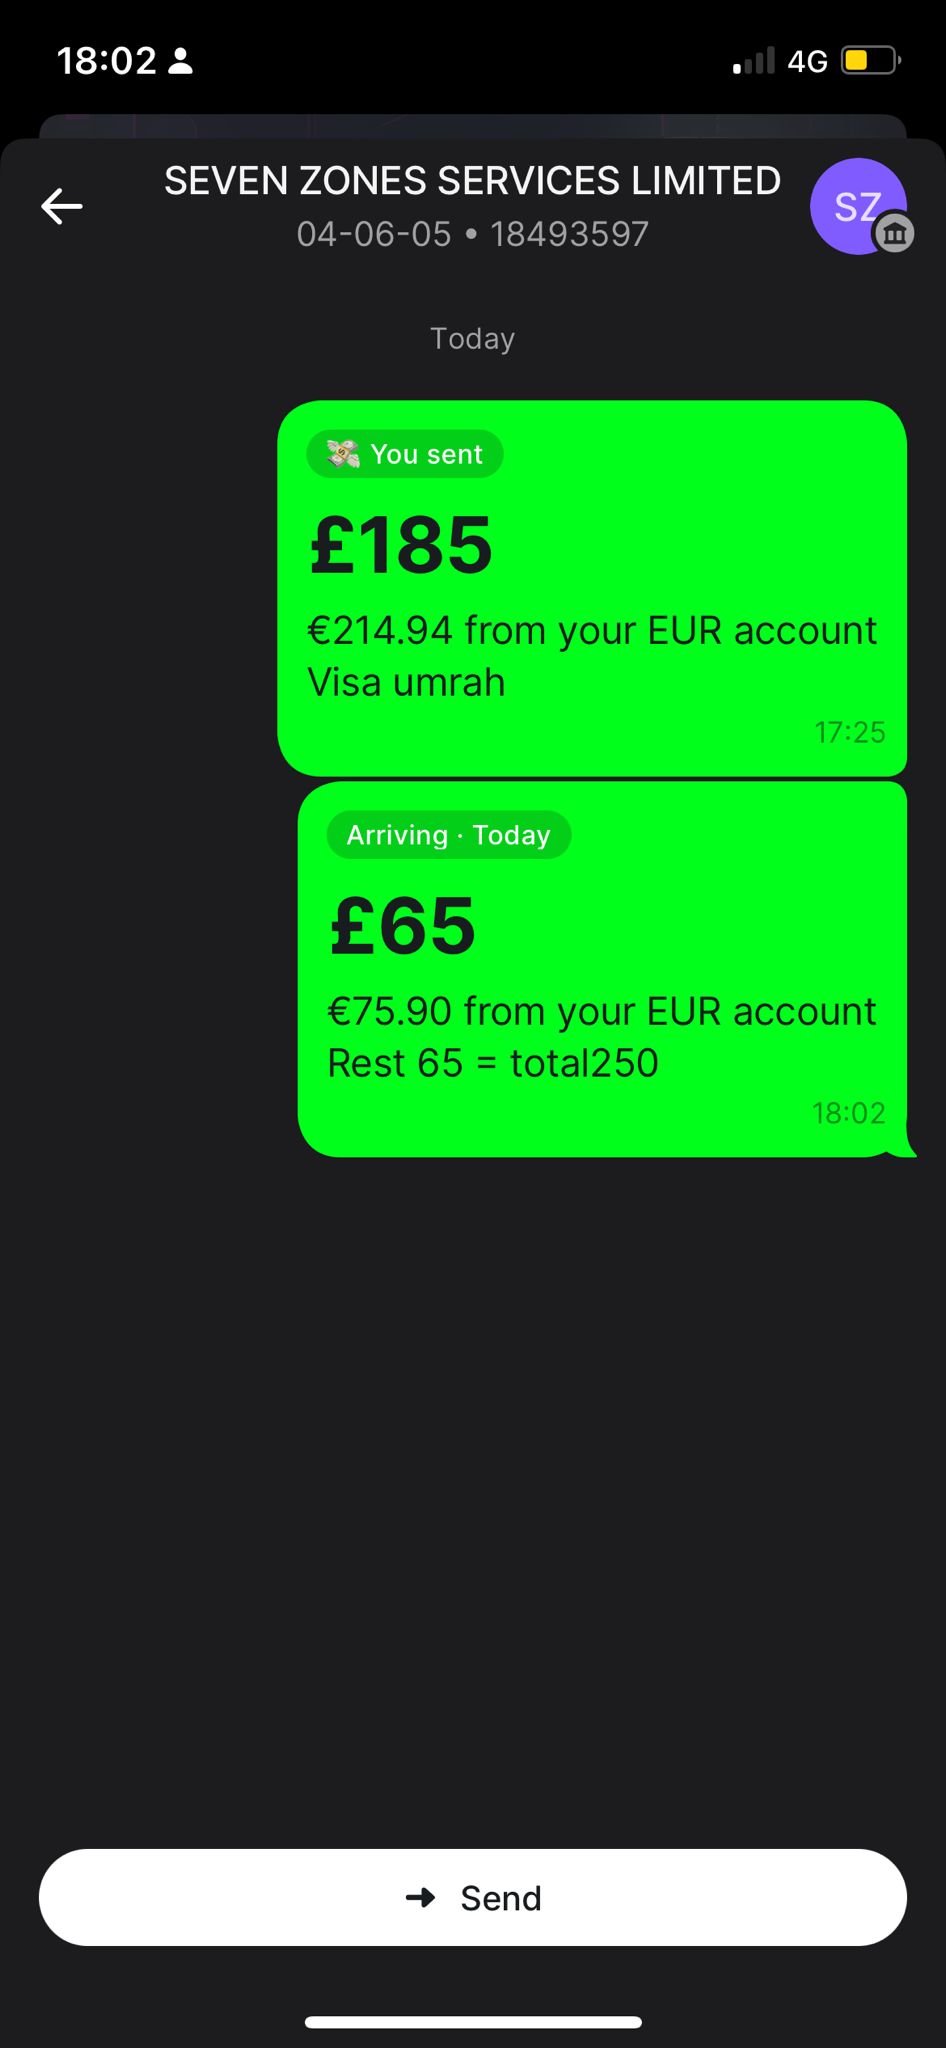 18:02
4G
SEVEN ZONES SERVICES LIMITED
SZ
04-06-05 • 18493597
Today
You sent
£185
€214.94 from your EUR account
Visa umrah
17:25
Arriving · Today
£65
€75.90 from your EUR account
Rest 65 = total250
18:02
Send